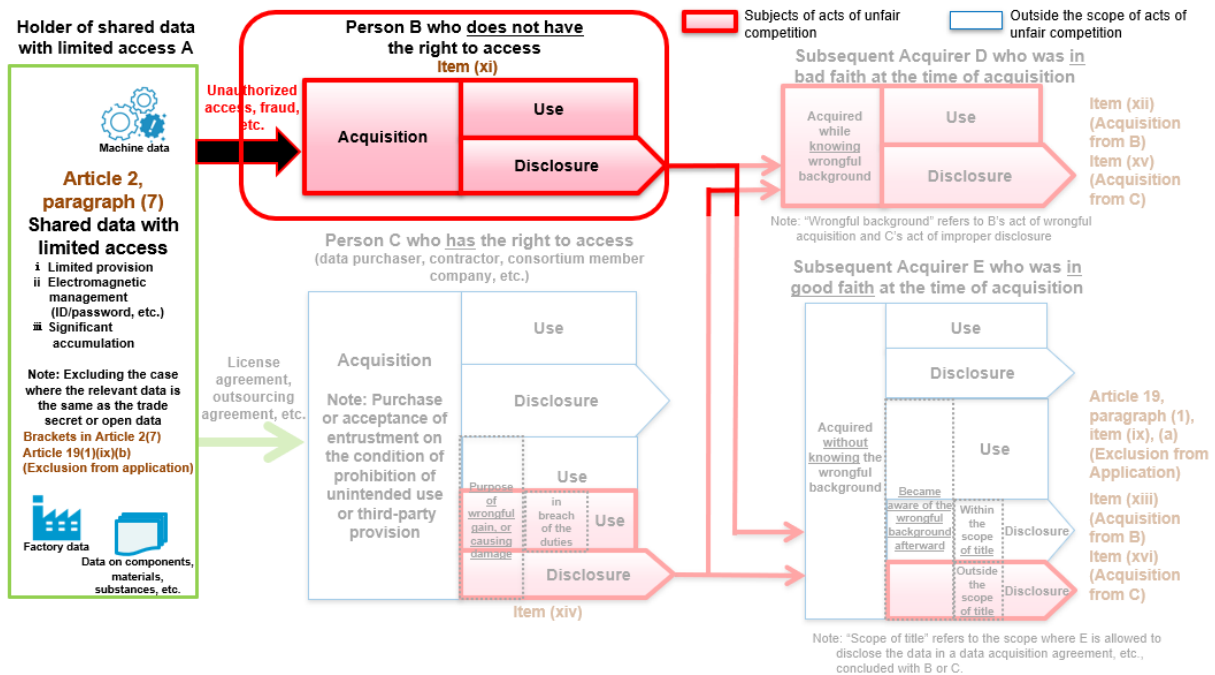 Holder of shared data
with limited access A
Machine data
Article 2,
paragraph (7)
Shared data with
limited access
i Limited provision
ii Electromagnetic
management
(ID/password, etc.)
iii Significant
accumulation
Note: Excluding the case
where the relevant data is
the same as the trade
secret or open data
Brackets in Article 2(7)
Article 19(1)(ix)(b)
(Exclusion from application)
Factory data
Data on components,
materials,
substances, etc.
Unauthorized
access, fraud,
etc.
License
agreement,
outsourcing
agreement, etc.
Person B who does not have
the right to access
Item (xi)
Acquisition
Use
Disclosure
Person C who has the right to access
(data purchaser, contractor, consortium member
company, etc.)
Acquisition
Note: Purchase
or acceptance of
entrustment on
the condition of
prohibition of
unintended use
or third-party
provision
Use
Disclosure
Use
Purpose
of
wrongful
gain, or
causing
damage
in
breach of
the
duties
Use
Disclosure
Item (xiv)
Subjects of acts of unfair
competition
Outside the scope of acts of
unfair competition
Subsequent Acquirer D who was in
bad faith at the time of acquisition
Acquired
while
knowing
wrongful
background
Use
Disclosure
Item (xii)
(Acquisition
from B)
Item (xv)
(Acquisition
from C)
Note: “Wrongful background” refers to B’s act of wrongful
acquisition and C’s act of improper disclosure
Subsequent Acquirer E who was in
good faith at the time of acquisition
Acquired
without
knowing the
wrongful
background
Use
Disclosure
Use
Became
aware of the
wrongful
background
afterward
Within the
scope
of title
Disclosure
Outside
the
scope
of title
Disclosure
Article 19,
paragraph (1),
item (ix), (a)
(Exclusion from
Application)
Item (xiii)
(Acquisition
from B)
Item (xvi)
(Acquisition
from C)
Note: “Scope of title” refers to the scope where E is allowed to
disclose the data in a data acquisition agreement, etc.,
concluded with B or C.